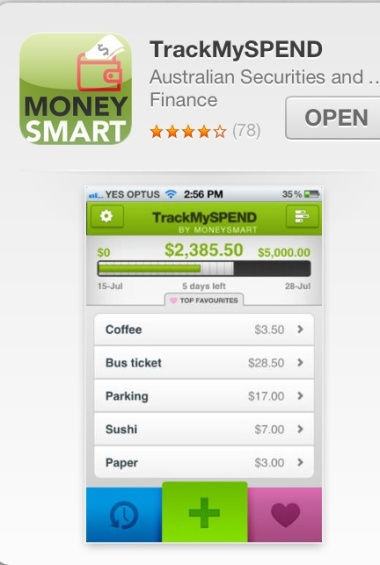 TrackMySPEND
Australian Securities and ...
Finance
(78)
OPEN
MONEY
SMART
YES OPTUS 2:56 PM 35%
TrackMySPEND
BY MONEYSMART
$0 $2,385.50 $5,000.00
15-Jul 5 days left 28-Jul
TOP FAVOURITES
Coffee $3.50
Bus ticket $28.50
Parking $17.00
Sushi $7.00
Paper $3.00